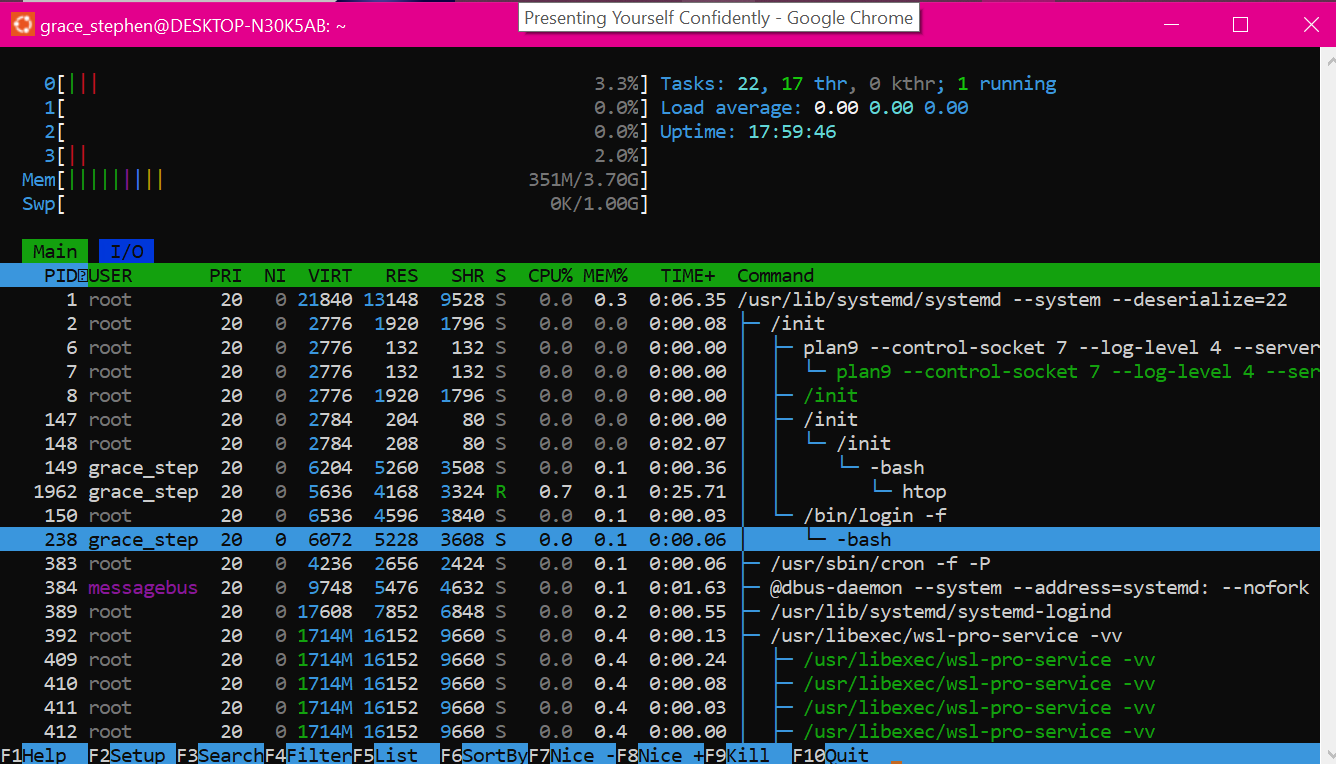 grace_stephen@DESKTOP-N30K5AB: ~
Presenting Yourself Confidently - Google Chrome
0[||| 3.3%] Tasks: 22, 17 thr, 0 kthr; 1 running
1[ 0.0%] Load average: 0.00 0.00 0.00
2[ 0.0%] Uptime: 17:59:46
3[|| 2.0%]
Mem[||||||||| 351M/3.70G]
Swp[ 0K/1.00G]
Main I/O
PID USER PRI NI VIRT RES SHR S CPU% MEM% TIME+ Command
1 root 20 0 21840 13148 9528 S 0.0 0.3 0:06.35 /usr/lib/systemd/systemd --system --deserialize=22
2 root 20 0 2776 1920 1796 S 0.0 0.0 0:00.08 ├─ /init
6 root 20 0 2776 132 132 S 0.0 0.0 0:00.00 │ ├─ plan9 --control-socket 7 --log-level 4 --server
7 root 20 0 2776 132 132 S 0.0 0.0 0:00.00 │ │ └─ plan9 --control-socket 7 --log-level 4 --ser
8 root 20 0 2776 1920 1796 S 0.0 0.0 0:00.00 │ ├─ /init
147 root 20 0 2784 204 80 S 0.0 0.0 0:00.00 │ ├─ /init
148 root 20 0 2784 208 80 S 0.0 0.0 0:02.07 │ │ └─ /init
149 grace_step 20 0 6204 5260 3508 S 0.0 0.1 0:00.36 │ │ └─ -bash
1962 grace_step 20 0 5636 4168 3324 R 0.7 0.1 0:25.71 │ │ └─ htop
150 root 20 0 6536 4596 3840 S 0.0 0.1 0:00.03 │ └─ /bin/login -f
238 grace_step 20 0 6072 5228 3608 S 0.0 0.1 0:00.06 │ └─ -bash
383 root 20 0 4236 2656 2424 S 0.0 0.1 0:00.06 ├─ /usr/sbin/cron -f -P
384 messagebus 20 0 9748 5476 4632 S 0.0 0.1 0:01.63 ├─ @dbus-daemon --system --address=systemd: --nofork
389 root 20 0 17608 7852 6848 S 0.0 0.2 0:00.55 ├─ /usr/lib/systemd/systemd-logind
392 root 20 0 1714M 16152 9660 S 0.0 0.4 0:00.13 ├─ /usr/libexec/wsl-pro-service -vv
409 root 20 0 1714M 16152 9660 S 0.0 0.4 0:00.24 │ ├─ /usr/libexec/wsl-pro-service -vv
410 root 20 0 1714M 16152 9660 S 0.0 0.4 0:00.08 │ ├─ /usr/libexec/wsl-pro-service -vv
411 root 20 0 1714M 16152 9660 S 0.0 0.4 0:00.03 │ ├─ /usr/libexec/wsl-pro-service -vv
412 root 20 0 1714M 16152 9660 S 0.0 0.4 0:00.00 │ ├─ /usr/libexec/wsl-pro-service -vv
F1Help F2Setup F3SearchF4FilterF5List F6SortByF7Nice -F8Nice +F9Kill F10Quit